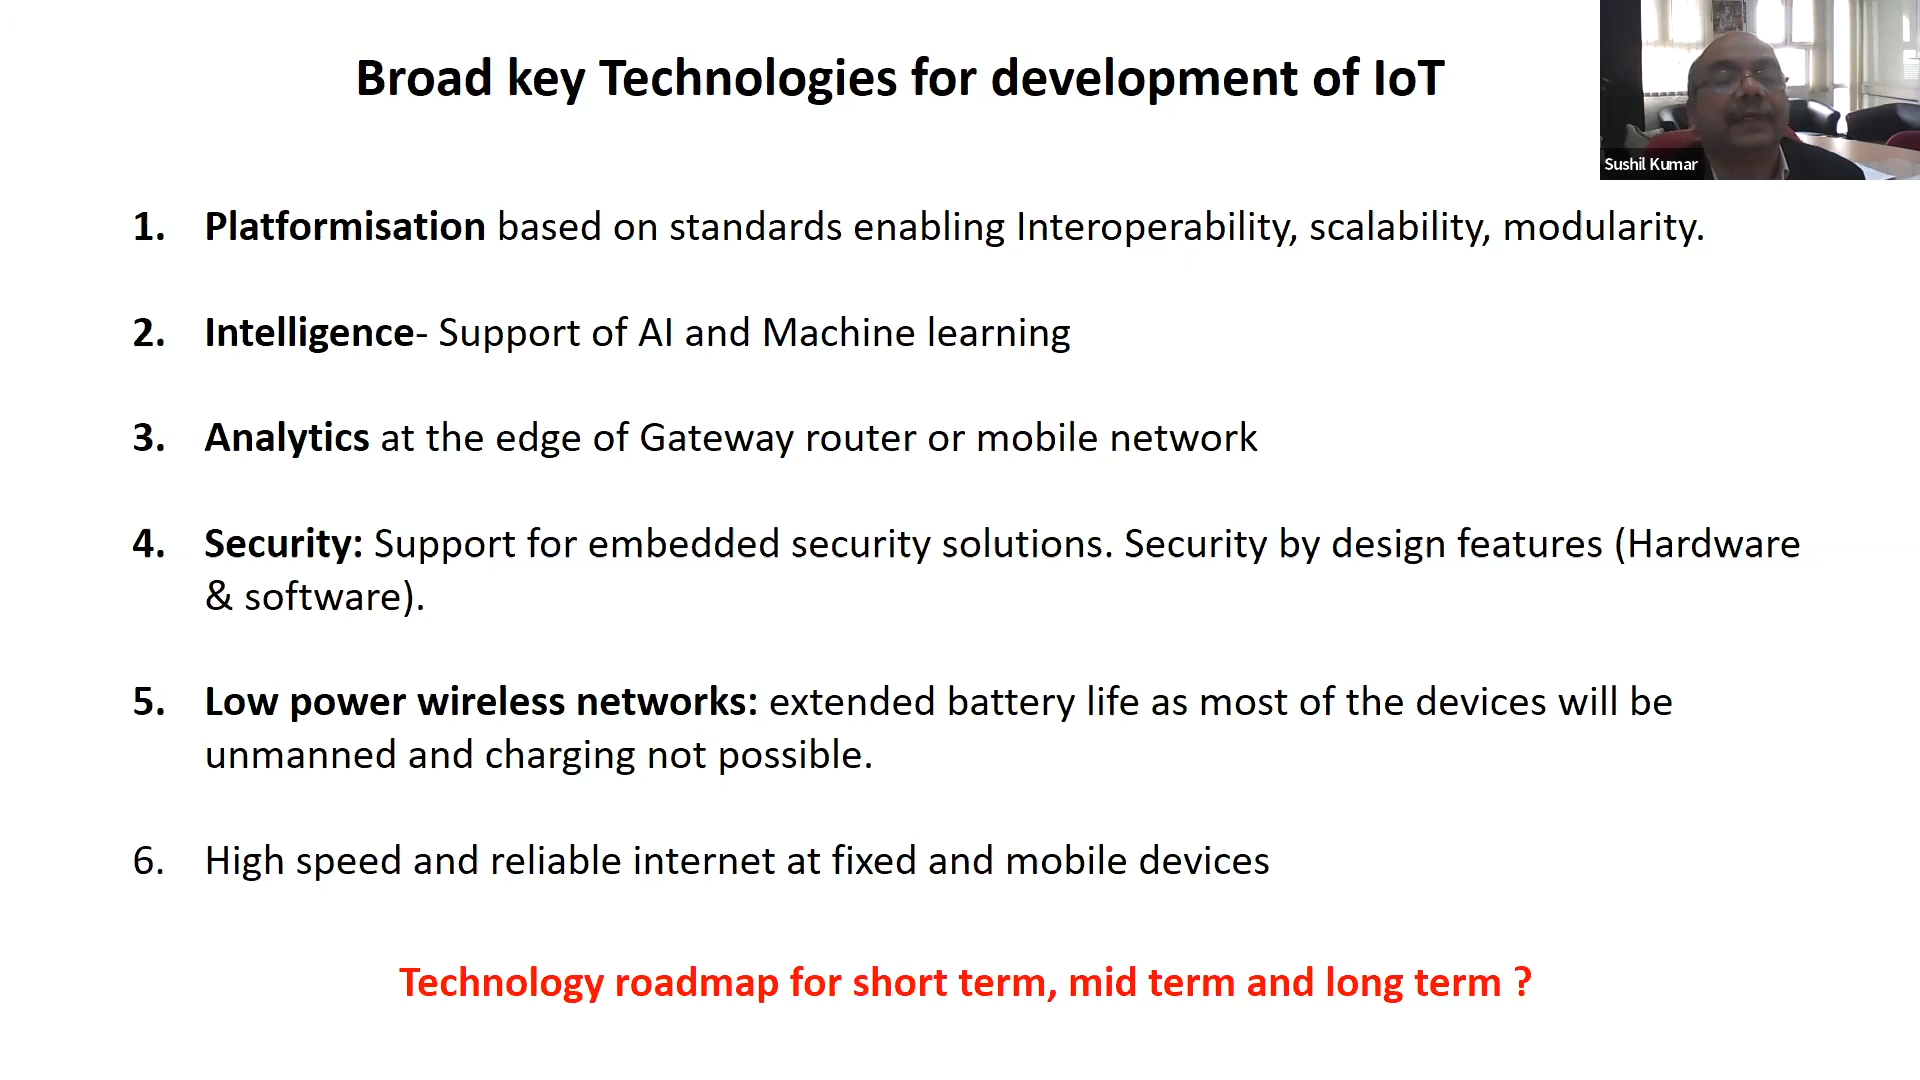 Broad key Technologies for development of IoT
Sushil Kumar
1. Platformisation based on standards enabling Interoperability, scalability, modularity.
2. Intelligence- Support of AI and Machine learning
3. Analytics at the edge of Gateway router or mobile network
4. Security: Support for embedded security solutions. Security by design features (Hardware
& software).
5. Low power wireless networks: extended battery life as most of the devices will be
unmanned and charging not possible.
6. High speed and reliable internet at fixed and mobile devices
Technology roadmap for short term, mid term and long term ?